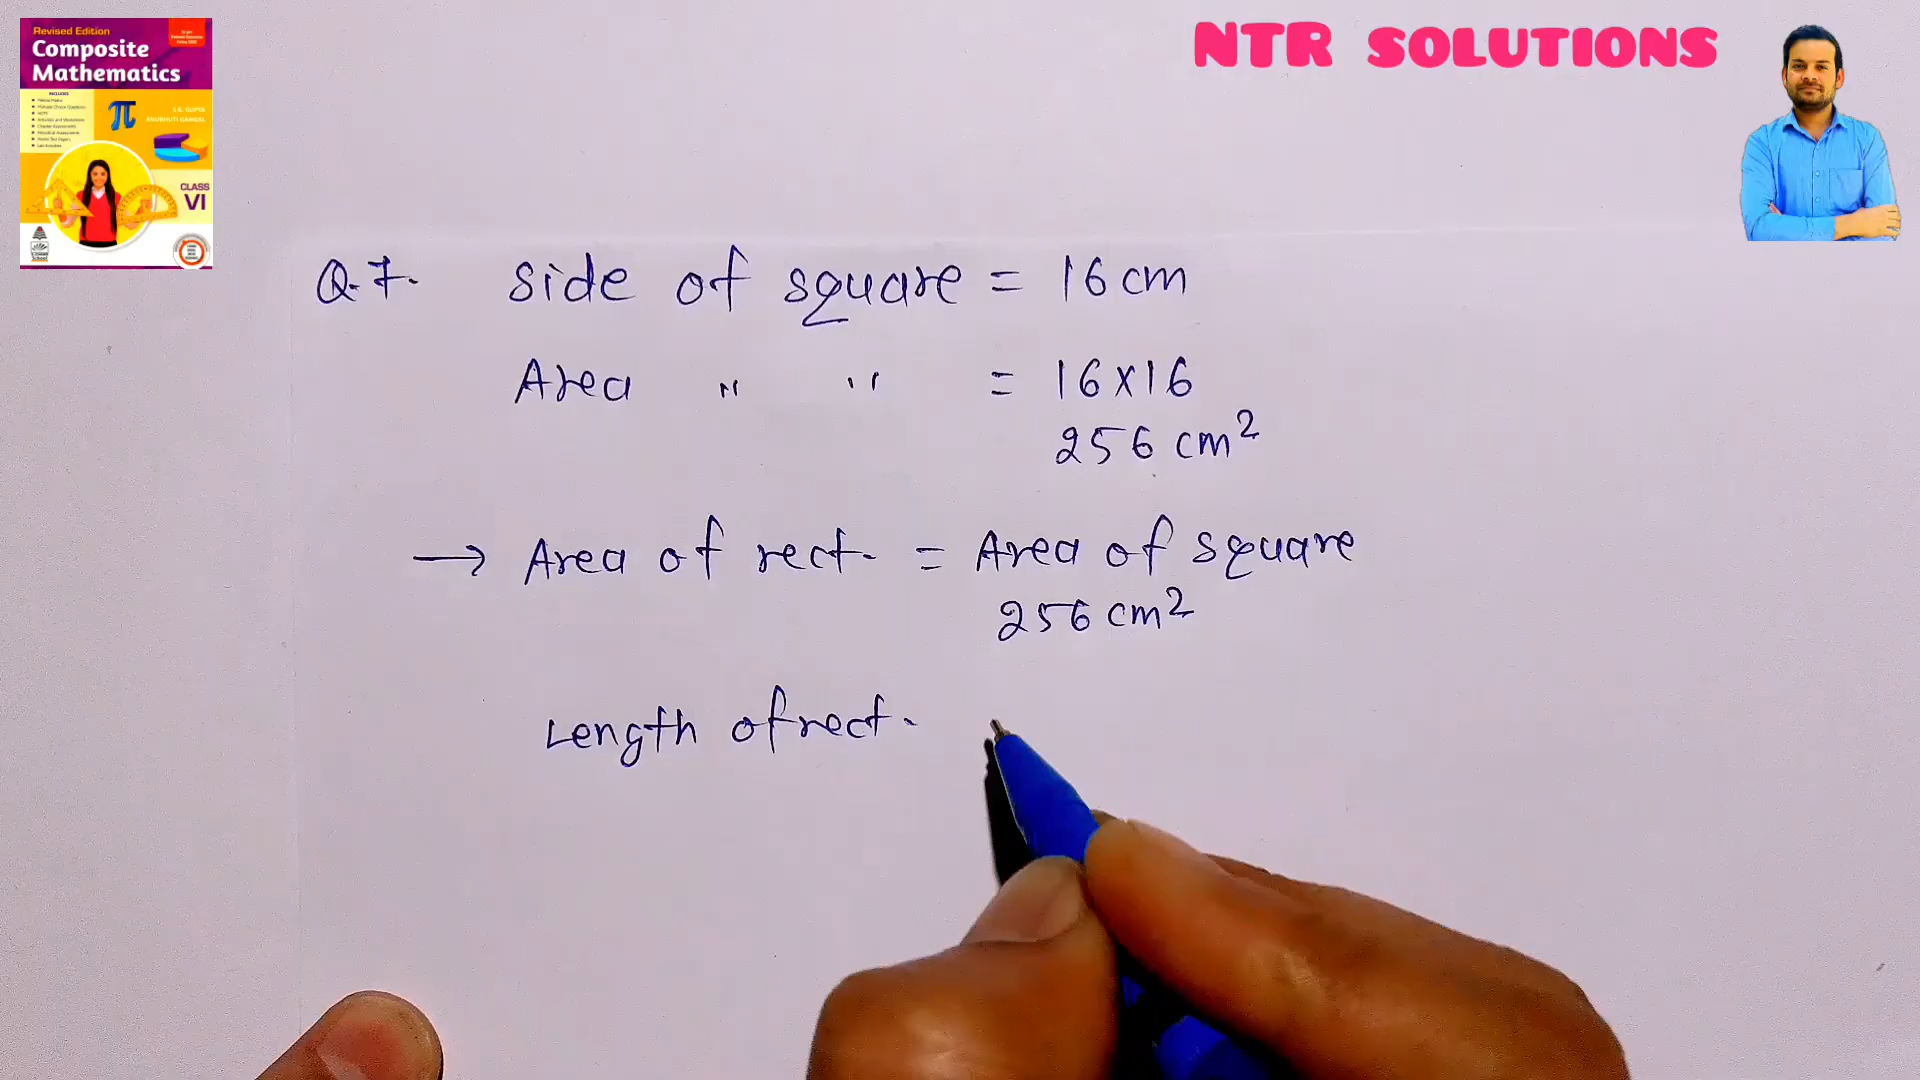 Revised Edition
Composite
Mathematics
INCLUDES
π
CLASS
VI
NTR SOLUTIONS
Q.7. Side of square = 16 cm
Area " " = 16x16
256 cm²
→ Area of rect. = Area of square
256 cm²
Length of rect.